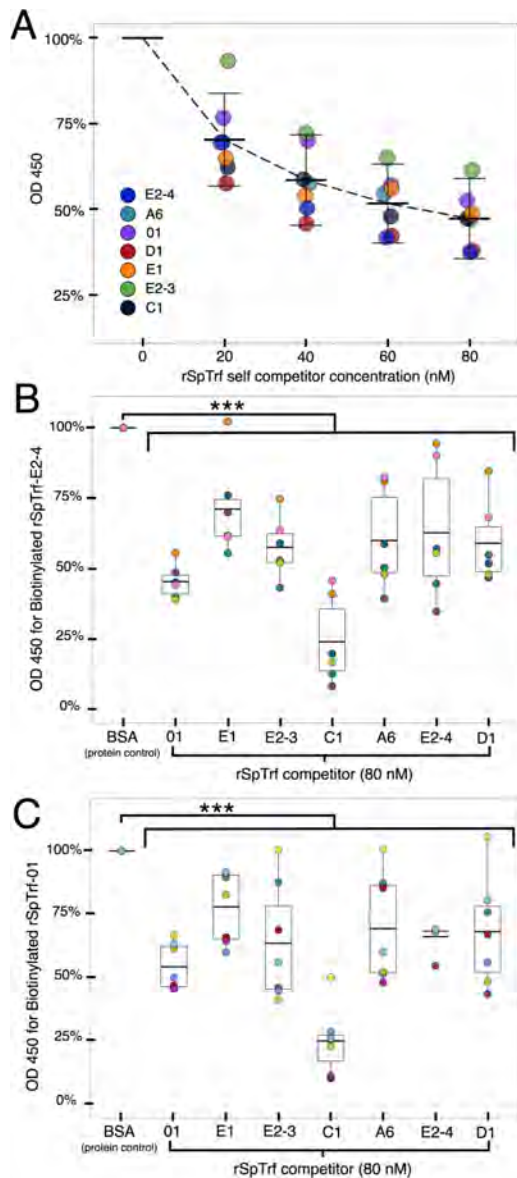 A
100%
75%
50%
25%
OD 450
E2-4
A6
01
D1
E1
E2-3
C1
0
20
40
60
80
rSpTrf self competitor concentration (nM)
B
***
100%
75%
50%
25%
0%
OD 450 for Biotinylated rSpTrf-E2-4
BSA
(protein control)
01
E1
E2-3
C1
A6
E2-4
D1
rSpTrf competitor (80 nM)
C
***
100%
75%
50%
25%
0%
OD 450 for Biotinylated rSpTrf-01
BSA
(protein control)
01
E1
E2-3
C1
A6
E2-4
D1
rSpTrf competitor (80 nM)